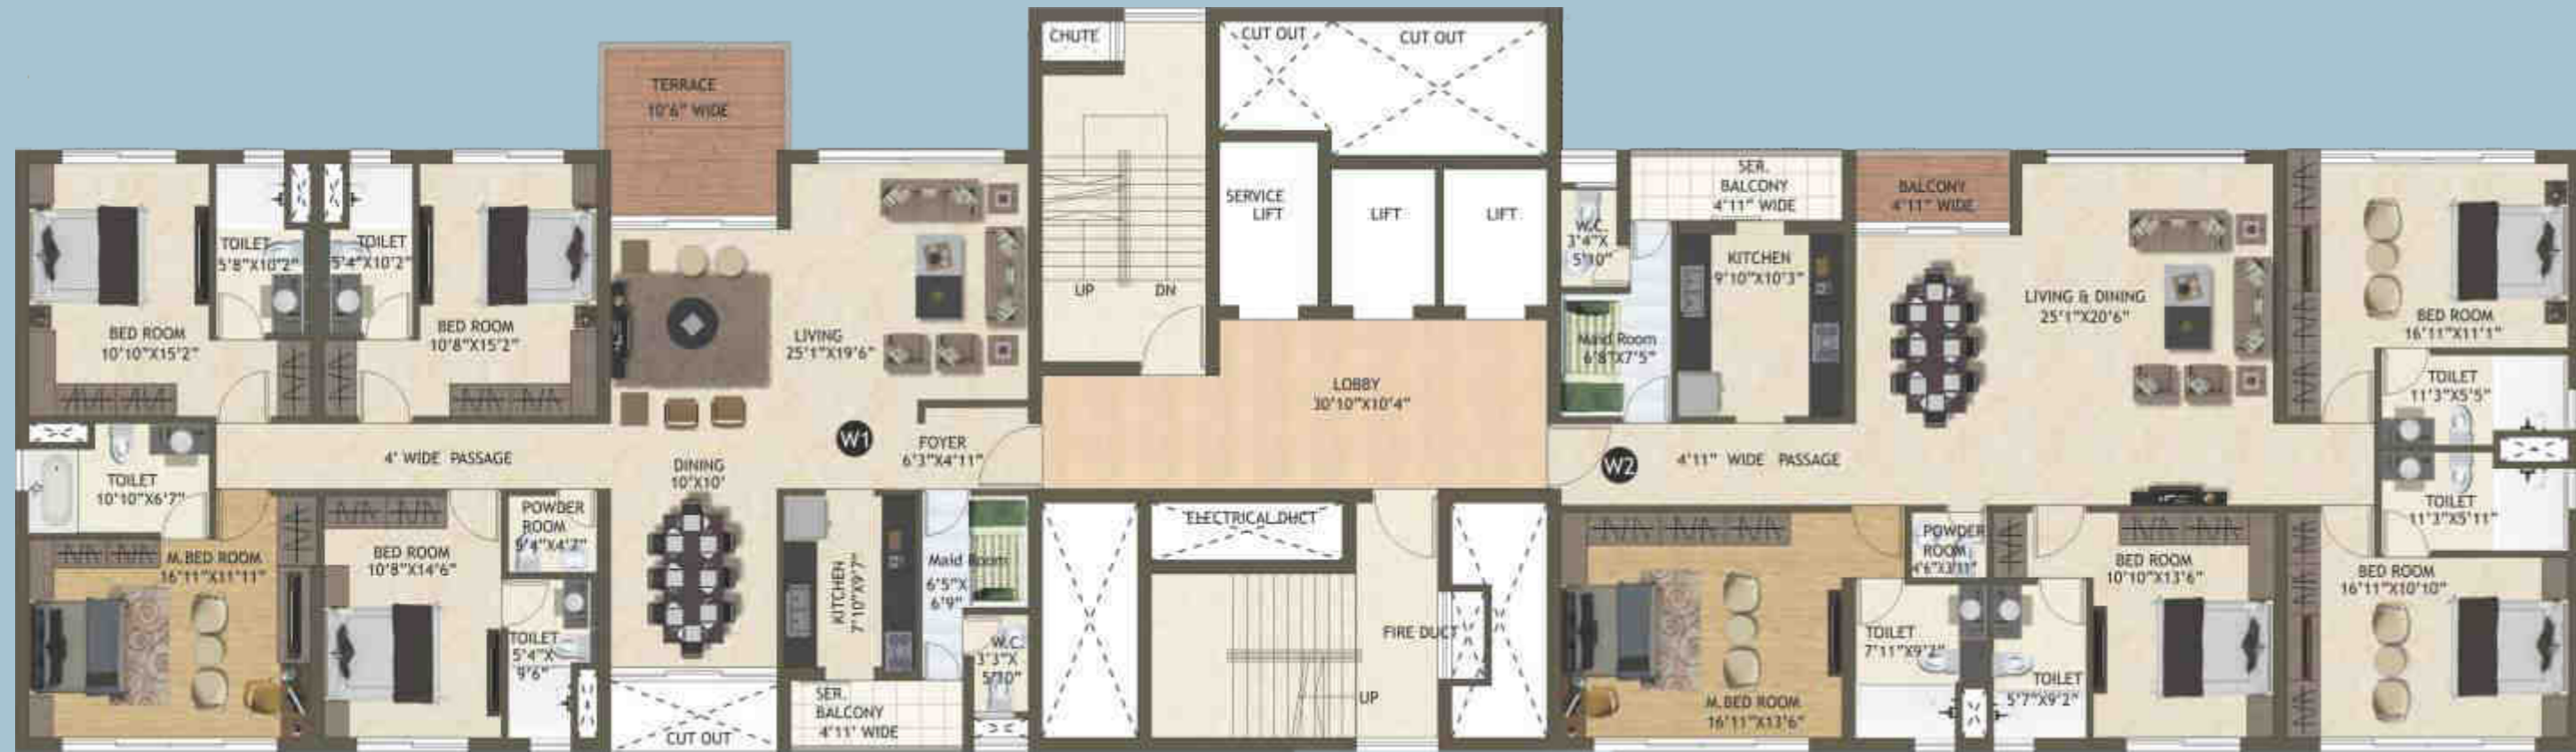 TERRACE
10'6" WIDE
BED ROOM
10'10"X15'2"
TOILET
5'8"X10'2"
TOILET
5'4"X10'2"
BED ROOM
10'8"X15'2"
LIVING
25'1"X19'6"
4' WIDE PASSAGE
W1
FOYER
6'3"X4'11"
DINING
10'X10'
TOILET
10'10"X6'7"
M.BED ROOM
16'11"X11'11"
BED ROOM
10'8"X14'6"
POWDER
ROOM
TOILET
5'4"X
9'6"
KITCHEN
7'10"X9'7"
Maid Room
6'5"X
6'9"
W.C.
3'3"X
5'10"
SER.
BALCONY
4'11' WIDE
CUT OUT
CHUTE
CUT OUT
CUT OUT
SERVICE
LIFT
LIFT
LIFT
UP
DN
LOBBY
30'10"X10'4"
ELECTRICAL DUCT
FIRE DUCT
UP
W.C.
3'4"X
5'10"
SER.
BALCONY
4'11" WIDE
KITCHEN
9'10"X10'3"
Maid Room
6'8"X7'5"
BALCONY
4'11" WIDE
LIVING & DINING
25'1"X20'6"
BED ROOM
16'11"X11'1"
TOILET
11'3"X5'5"
W2
4'11" WIDE PASSAGE
TOILET
11'3"X5'11"
POWDER
ROOM
4'6"X3'11"
BED ROOM
10'10"X13'6"
BED ROOM
16'11"X10'10"
TOILET
TOILET
5'7"X9'2"
M.BED ROOM
16'11"X13'6"